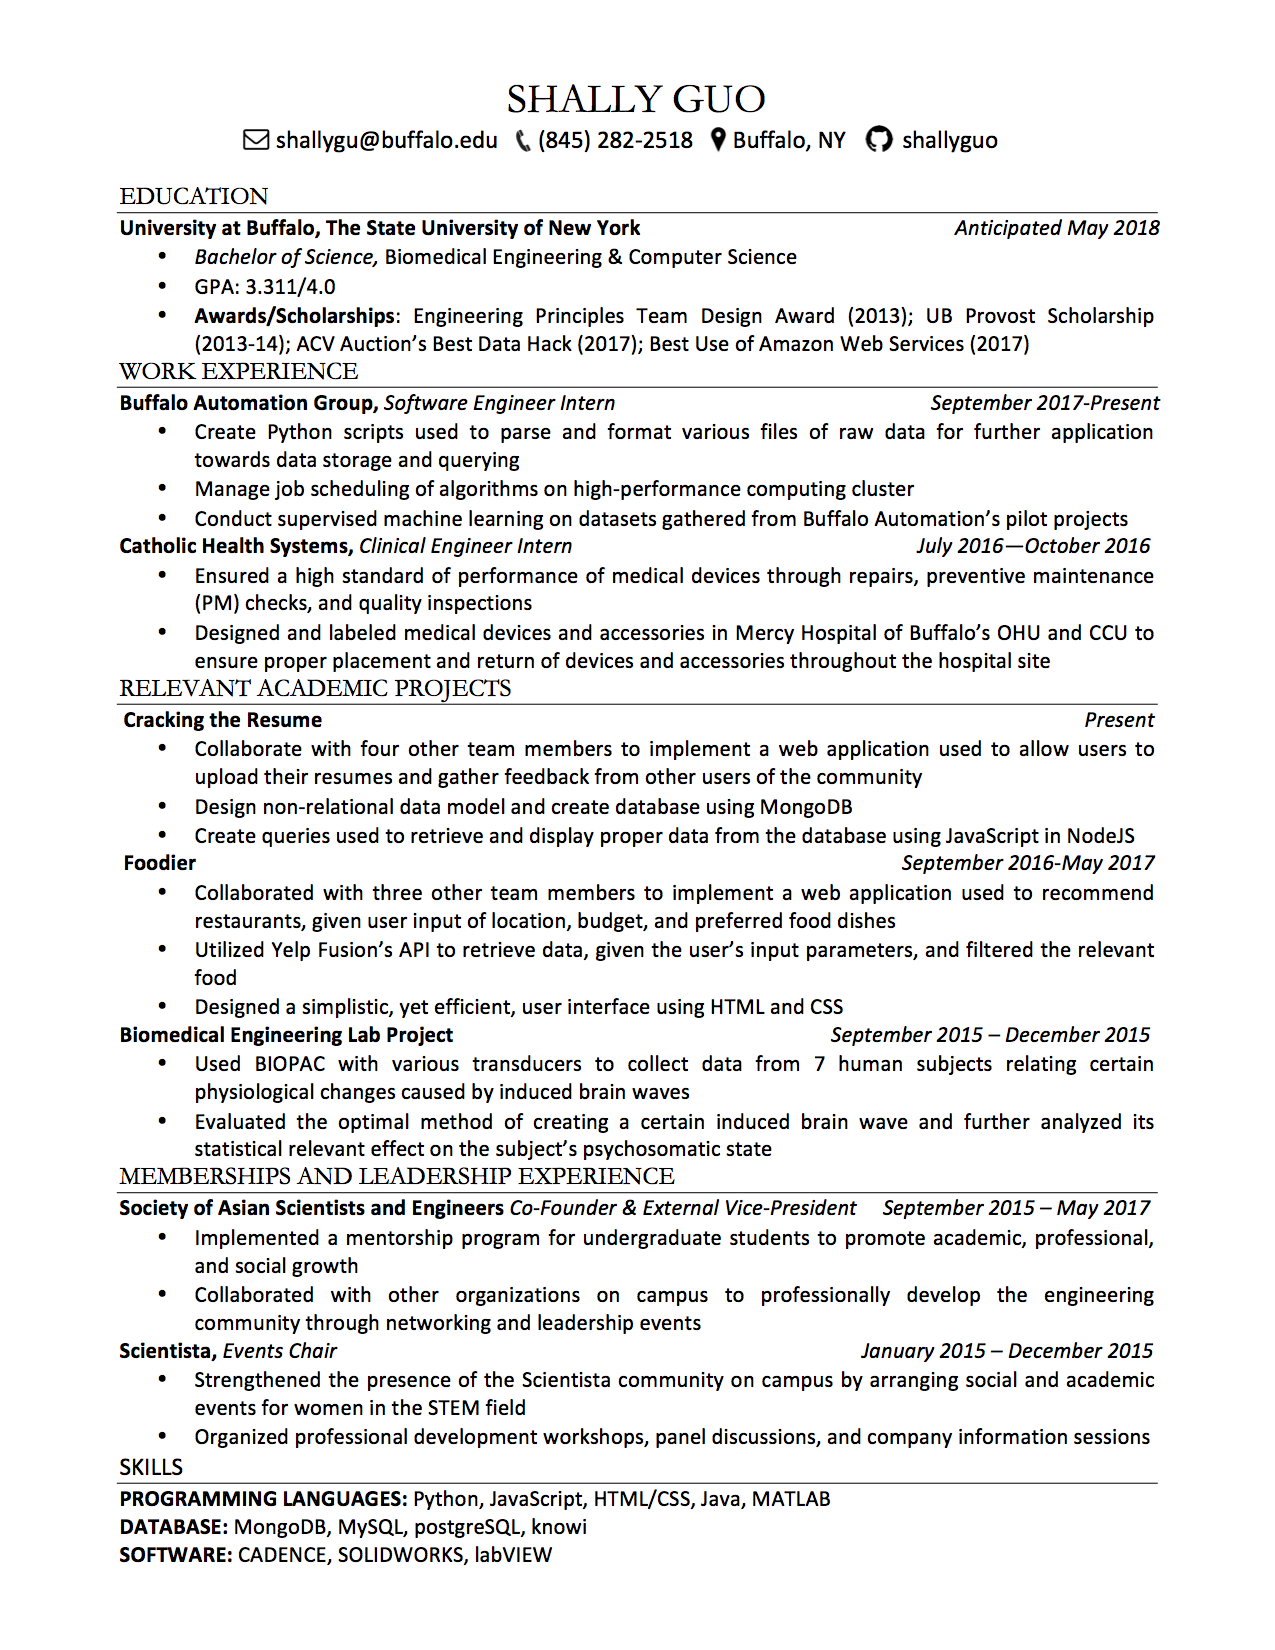 SHALLY GUO
shallygu@buffalo.edu (845) 282-2518 Buffalo, NY shallyguo
EDUCATION
University at Buffalo, The State University of New York Anticipated May 2018
• Bachelor of Science, Biomedical Engineering & Computer Science
• GPA: 3.311/4.0
• Awards/Scholarships: Engineering Principles Team Design Award (2013); UB Provost Scholarship
(2013-14); ACV Auction’s Best Data Hack (2017); Best Use of Amazon Web Services (2017)
WORK EXPERIENCE
Buffalo Automation Group, Software Engineer Intern September 2017-Present
• Create Python scripts used to parse and format various files of raw data for further application
towards data storage and querying
• Manage job scheduling of algorithms on high-performance computing cluster
• Conduct supervised machine learning on datasets gathered from Buffalo Automation’s pilot projects
Catholic Health Systems, Clinical Engineer Intern July 2016—October 2016
• Ensured a high standard of performance of medical devices through repairs, preventive maintenance
(PM) checks, and quality inspections
• Designed and labeled medical devices and accessories in Mercy Hospital of Buffalo’s OHU and CCU to
ensure proper placement and return of devices and accessories throughout the hospital site
RELEVANT ACADEMIC PROJECTS
Cracking the Resume Present
• Collaborate with four other team members to implement a web application used to allow users to
upload their resumes and gather feedback from other users of the community
• Design non-relational data model and create database using MongoDB
• Create queries used to retrieve and display proper data from the database using JavaScript in NodeJS
Foodier September 2016-May 2017
• Collaborated with three other team members to implement a web application used to recommend
restaurants, given user input of location, budget, and preferred food dishes
• Utilized Yelp Fusion’s API to retrieve data, given the user’s input parameters, and filtered the relevant
food
• Designed a simplistic, yet efficient, user interface using HTML and CSS
Biomedical Engineering Lab Project September 2015 – December 2015
• Used BIOPAC with various transducers to collect data from 7 human subjects relating certain
physiological changes caused by induced brain waves
• Evaluated the optimal method of creating a certain induced brain wave and further analyzed its
statistical relevant effect on the subject’s psychosomatic state
MEMBERSHIPS AND LEADERSHIP EXPERIENCE
Society of Asian Scientists and Engineers Co-Founder & External Vice-President September 2015 – May 2017
• Implemented a mentorship program for undergraduate students to promote academic, professional,
and social growth
• Collaborated with other organizations on campus to professionally develop the engineering
community through networking and leadership events
Scientista, Events Chair January 2015 – December 2015
• Strengthened the presence of the Scientista community on campus by arranging social and academic
events for women in the STEM field
• Organized professional development workshops, panel discussions, and company information sessions
SKILLS
PROGRAMMING LANGUAGES: Python, JavaScript, HTML/CSS, Java, MATLAB
DATABASE: MongoDB, MySQL, postgreSQL, knowi
SOFTWARE: CADENCE, SOLIDWORKS, labVIEW